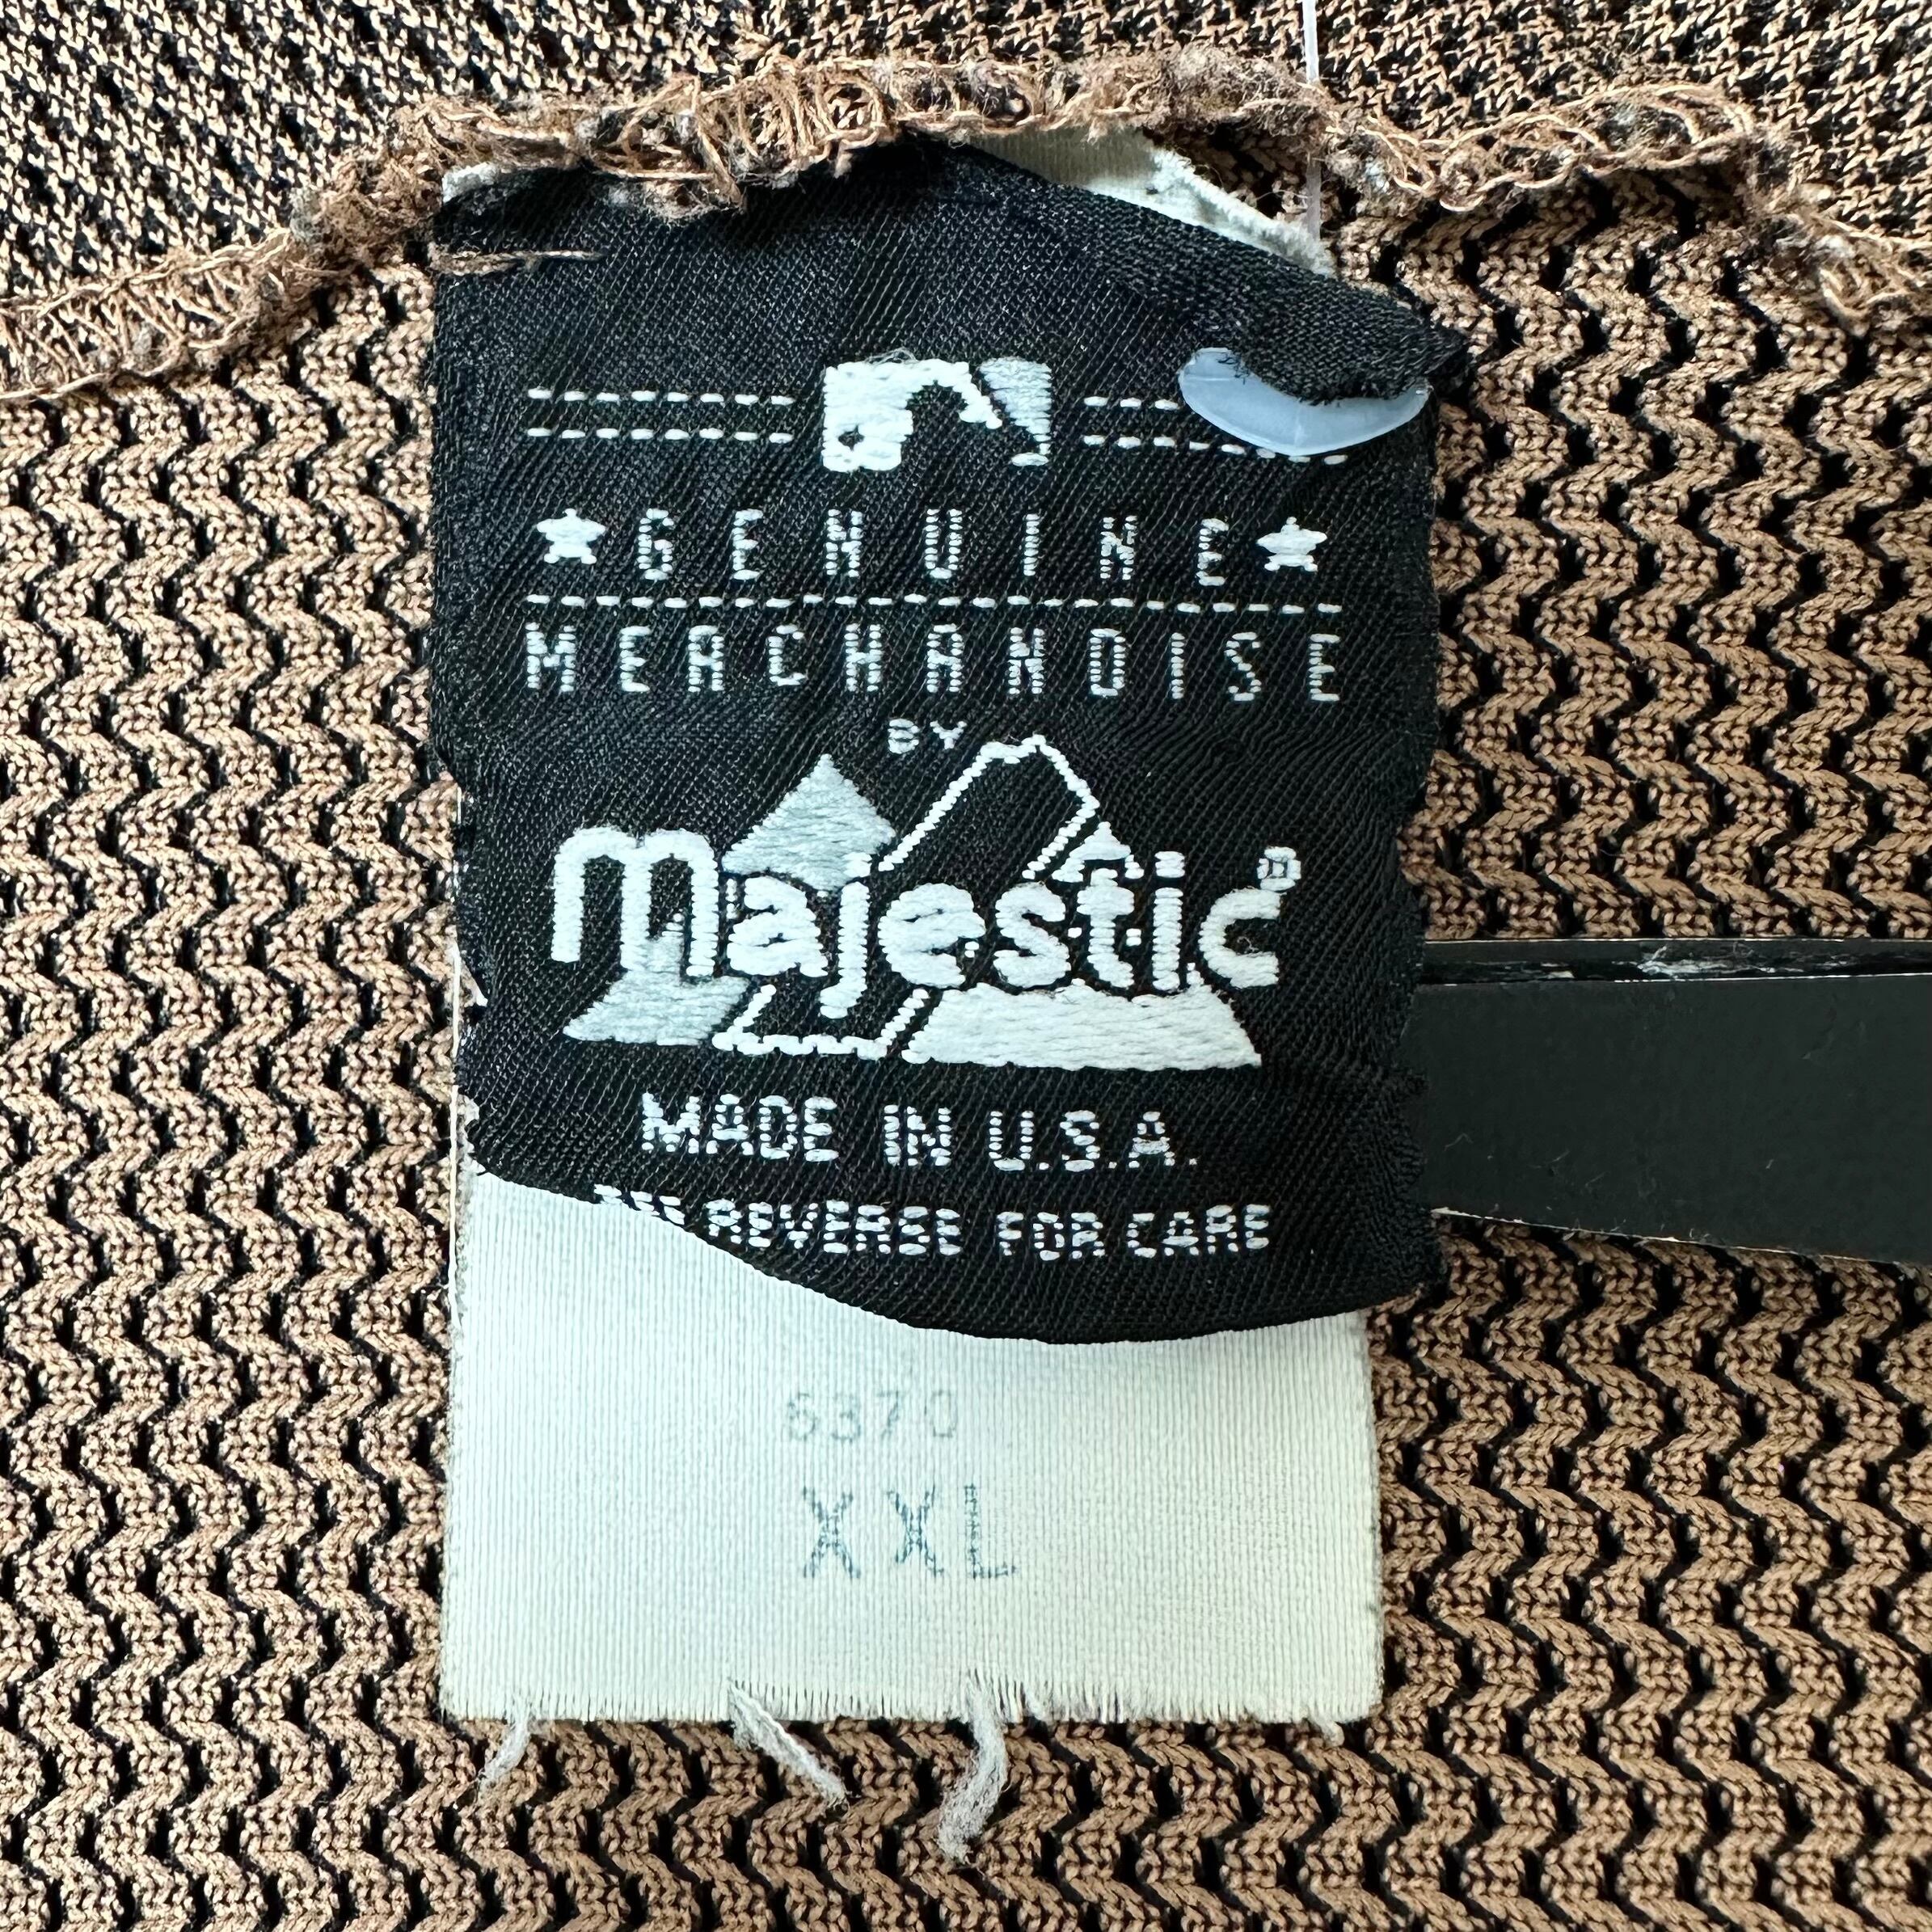 GENUINE
MERCHANDISE
BY
majestic®
MADE IN U.S.A.
REVERSE FOR CARE
6370
XXL